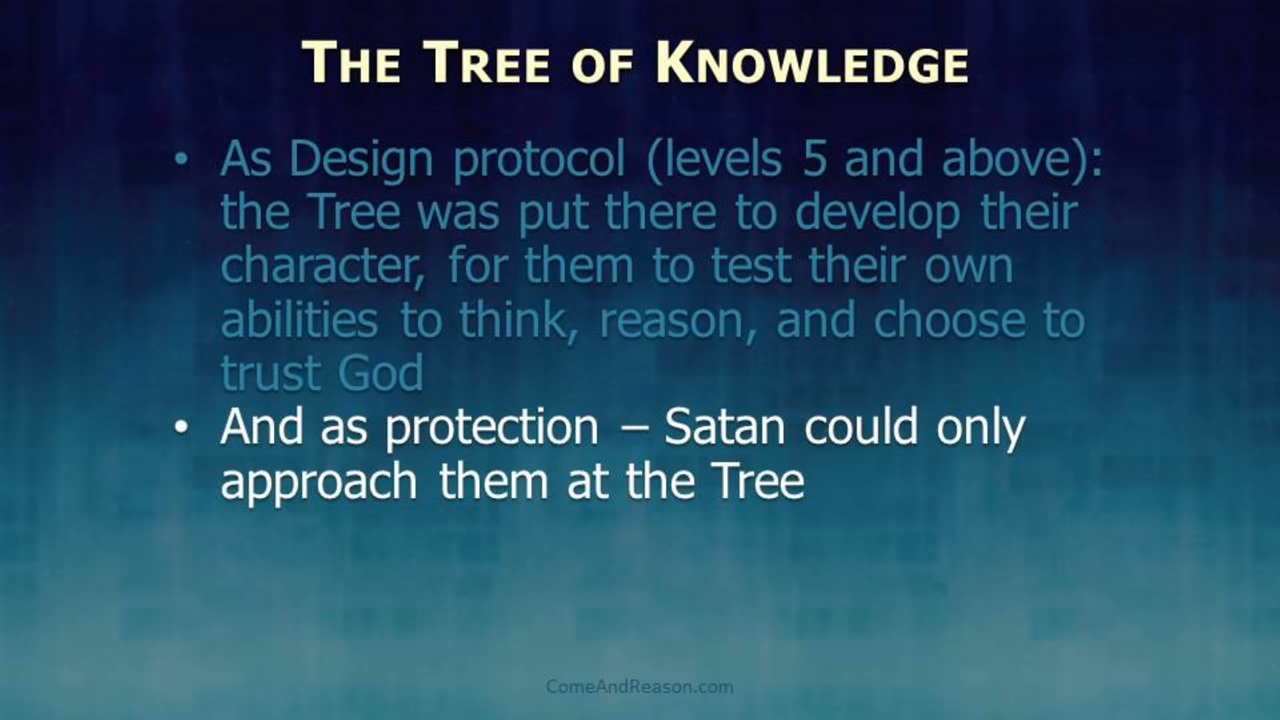 THE TREE OF KNOWLEDGE
• As Design protocol (levels 5 and above):
the Tree was put there to develop their
character, for them to test their own
abilities to think, reason, and choose to
trust God
• And as protection – Satan could only
approach them at the Tree
ComeAndReason.com